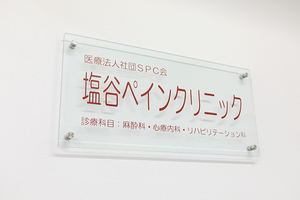 医療法人社団SPC会
塩谷ペインクリニック
診療科目：麻酔科・心療内科・リハビリテーション科